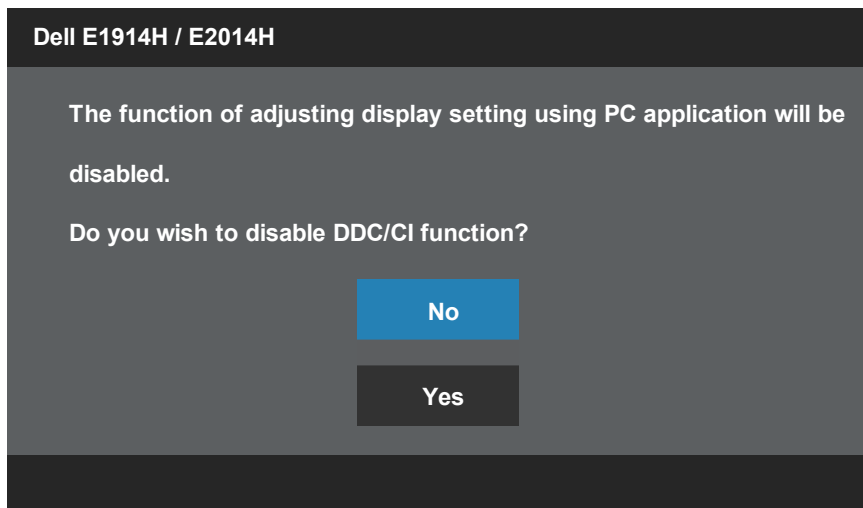 Dell E1914H / E2014H
The function of adjusting display setting using PC application will be
disabled.
Do you wish to disable DDC/CI function?
No
Yes